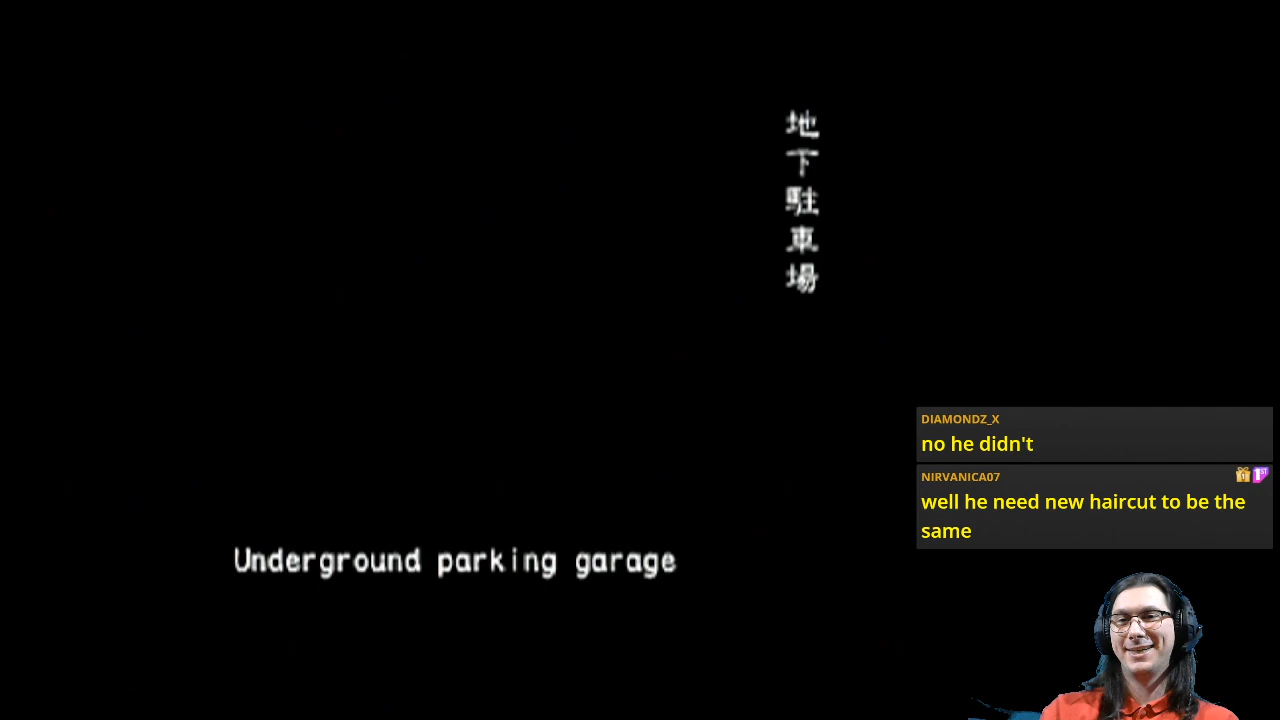 地下駐車場
Underground parking garage
DIAMONDZ_X
no he didn't
NIRVANICA07
well he need new haircut to be the
same